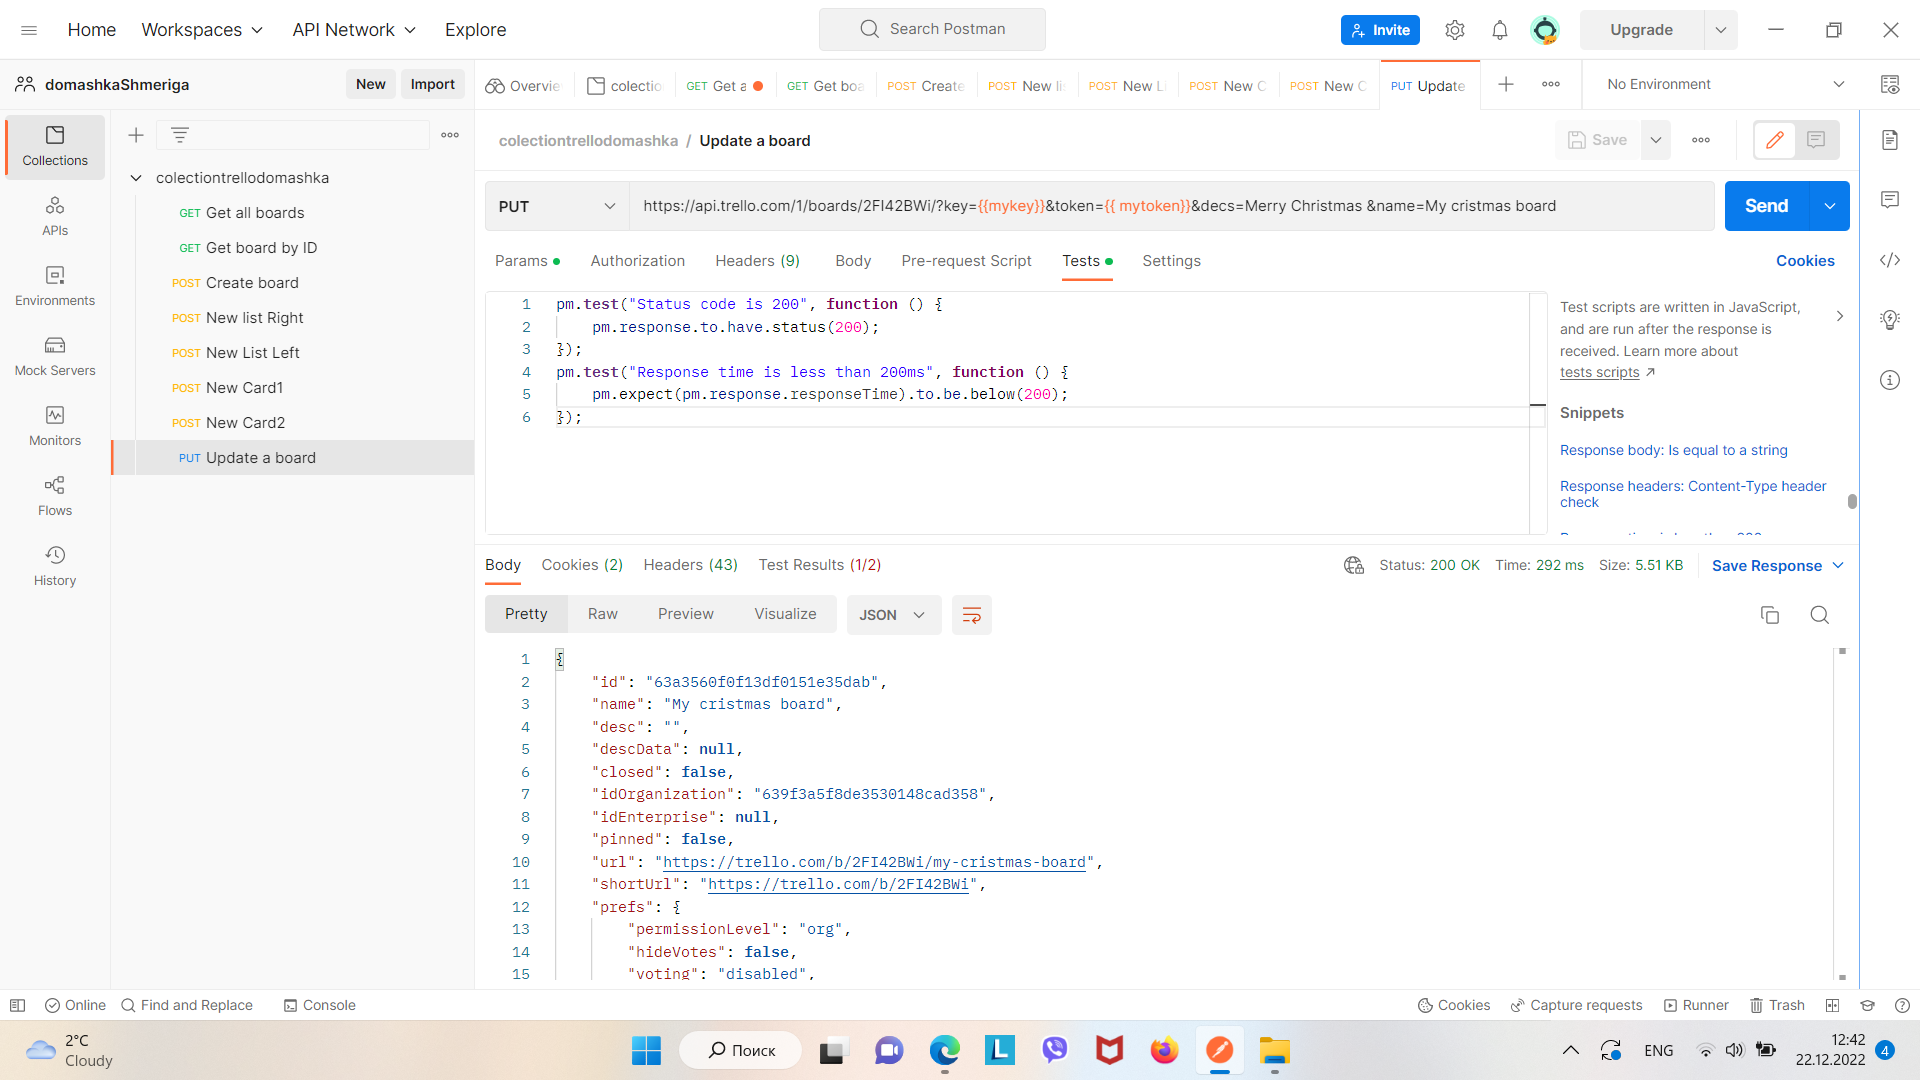 Home
Workspaces
API Network
Explore
Search Postman
Invite
Upgrade
domashkaShmeriga
New
Import
Overvie
colectio
GET Get a
GET Get boa
POST Create
POST New li
POST New Li
POST New C
POST New C
PUT Update
No Environment
Collections
APIs
Environments
Mock Servers
Monitors
Flows
History
colectiontrellodomashka
GET Get all boards
GET Get board by ID
POST Create board
POST New list Right
POST New List Left
POST New Card1
POST New Card2
PUT Update a board
colectiontrellodomashka / Update a board
Save
PUT
https://api.trello.com/1/boards/2FI42BWi/?key={{mykey}}&token={{ mytoken}}&decs=Merry Christmas &name=My cristmas board
Send
Params
Authorization
Headers (9)
Body
Pre-request Script
Tests
Settings
Cookies
1 pm.test("Status code is 200", function () {
2 pm.response.to.have.status(200);
3 });
4 pm.test("Response time is less than 200ms", function () {
5 pm.expect(pm.response.responseTime).to.be.below(200);
6 });
Test scripts are written in JavaScript,
and are run after the response is
received. Learn more about
tests scripts
Snippets
Response body: Is equal to a string
Response headers: Content-Type header
check
Body
Cookies (2)
Headers (43)
Test Results (1/2)
Status: 200 OK
Time: 292 ms
Size: 5.51 KB
Save Response
Pretty
Raw
Preview
Visualize
JSON
1 {
2 "id": "63a3560f0f13df0151e35dab",
3 "name": "My cristmas board",
4 "desc": "",
5 "descData": null,
6 "closed": false,
7 "idOrganization": "639f3a5f8de3530148cad358",
8 "idEnterprise": null,
9 "pinned": false,
10 "url": "https://trello.com/b/2FI42BWi/my-cristmas-board",
11 "shortUrl": "https://trello.com/b/2FI42BWi",
12 "prefs": {
13 "permissionLevel": "org",
14 "hideVotes": false,
15 "voting": "disabled",
Online
Find and Replace
Console
Cookies
Capture requests
Runner
Trash
2°C
Cloudy
Поиск
ENG
12:42
22.12.2022
4